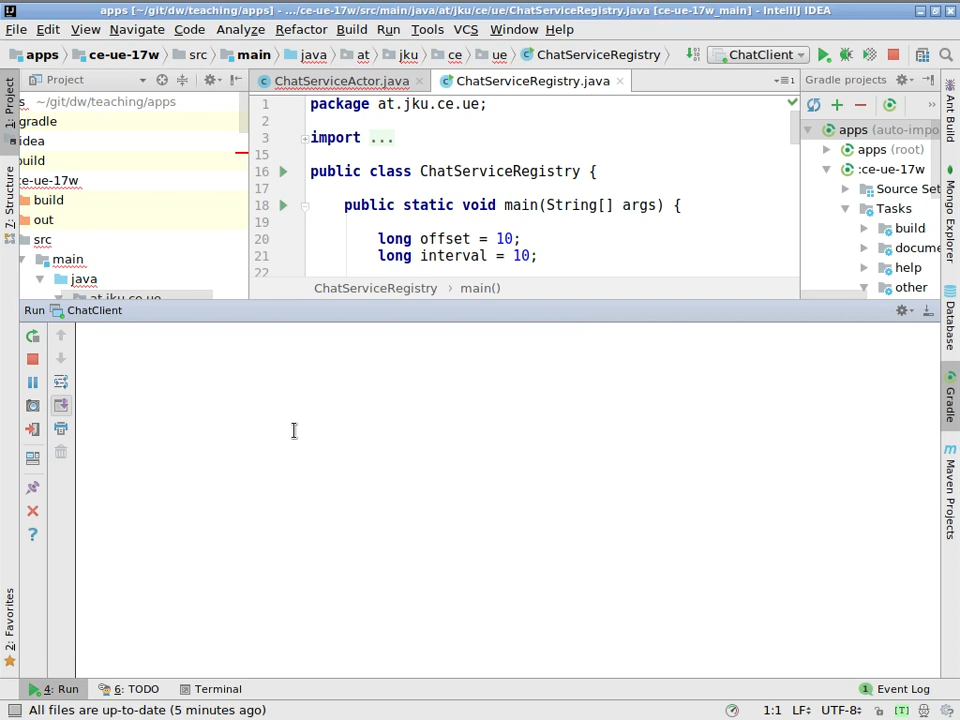 apps [~/git/dw/teaching/apps] - .../ce-ue-17w/src/main/java/at/jku/ce/ue/ChatServiceRegistry.java [ce-ue-17w_main] - IntelliJ IDEA
File Edit View Navigate Code Analyze Refactor Build Run Tools VCS Window Help
apps ce-ue-17w src main java at jku ce ue ChatServiceRegistry ChatClient
1: Project
7: Structure
2: Favorites
Project
s ~/git/dw/teaching/apps
gradle
idea
build
ce-ue-17w
build
out
src
main
java
at.jku.ce.ue
ChatServiceActor.java ChatServiceRegistry.java
1 package at.jku.ce.ue;
2
3 import ...
15
16 public class ChatServiceRegistry {
17
18 public static void main(String[] args) {
19
20 long offset = 10;
21 long interval = 10;
22
ChatServiceRegistry › main()
Gradle projects
apps (auto-impo
apps (root)
:ce-ue-17w
Source Set
Tasks
build
docume
help
other
Ant Build
Mongo Explorer
Database
Gradle
Maven Projects
Run ChatClient
4: Run 6: TODO Terminal 1 Event Log
All files are up-to-date (5 minutes ago) 1:1 LF÷ UTF-8÷ [T]